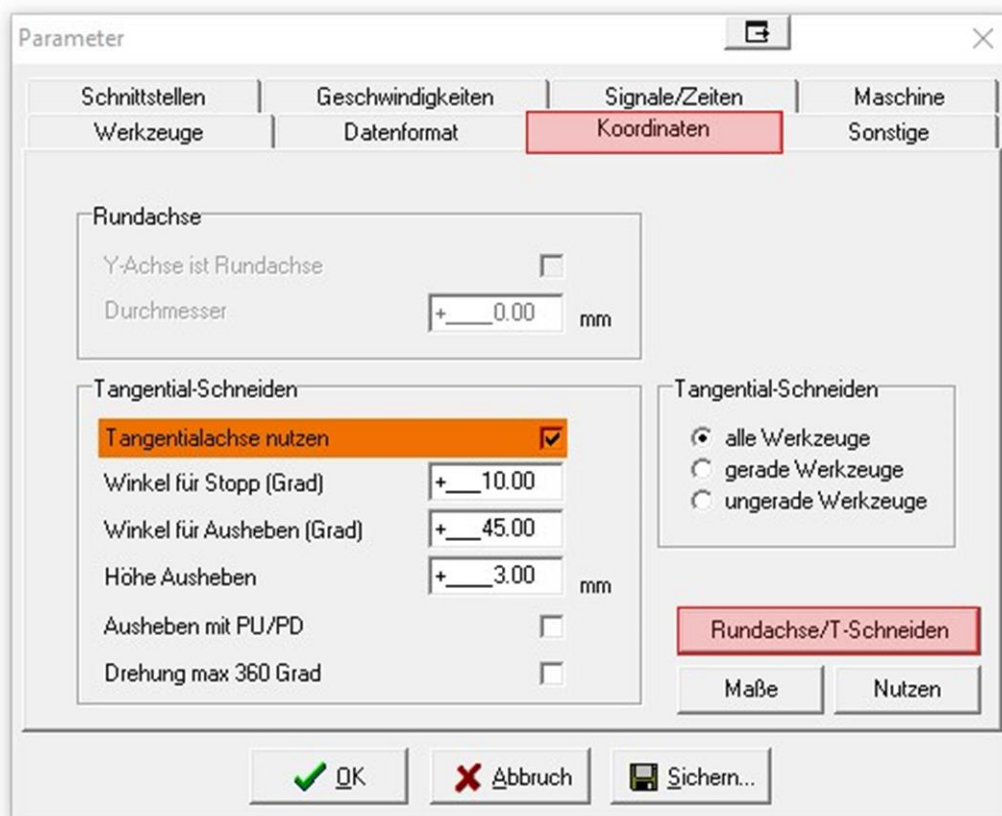 Parameter
Schnittstellen Geschwindigkeiten Signale/Zeiten Maschine
Werkzeuge Datenformat Koordinaten Sonstige
Rundachse
Y-Achse ist Rundachse
Durchmesser +____0.00 mm
Tangential-Schneiden
Tangentialachse nutzen
Winkel für Stopp (Grad) +___10.00
Winkel für Ausheben (Grad) +___45.00
Höhe Ausheben +____3.00 mm
Ausheben mit PU/PD
Drehung max 360 Grad
Tangential-Schneiden
alle Werkzeuge
gerade Werkzeuge
ungerade Werkzeuge
Rundachse/T-Schneiden
Maße Nutzen
OK Abbruch Sichern...